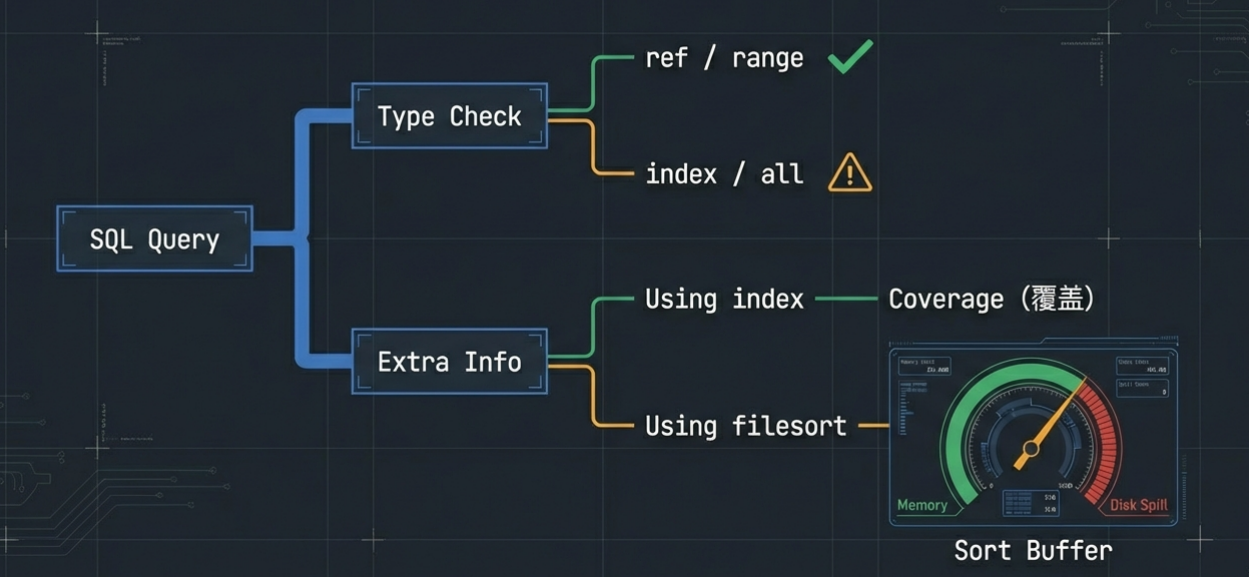 ref / range
Type Check
index / all
SQL Query
Using index
Coverage (覆盖)
Extra Info
Using filesort
Memory
Disk Spill
Sort Buffer